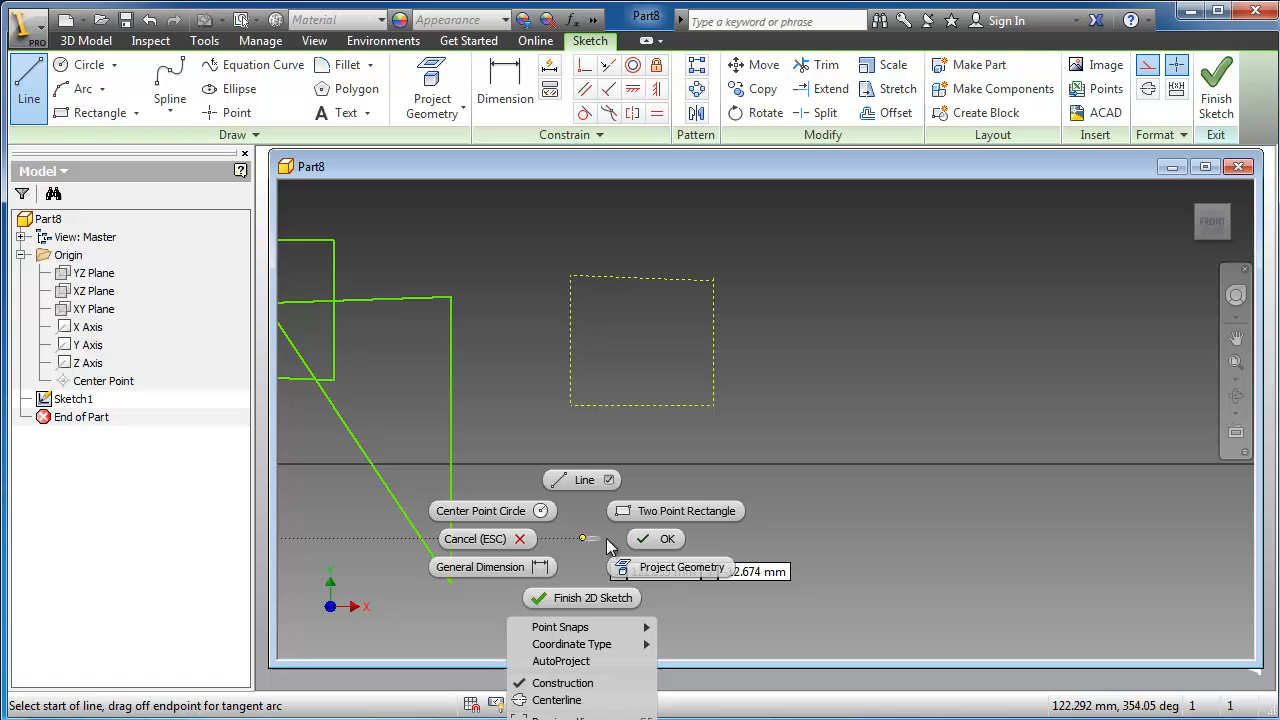 PRO
Material
Appearance
Part8
Type a keyword or phrase
Sign In
3D Model
Inspect
Tools
Manage
View
Environments
Get Started
Online
Sketch
Line
Circle
Arc
Rectangle
Spline
Equation Curve
Ellipse
Point
Fillet
Polygon
Text
Project Geometry
Dimension
Move
Copy
Rotate
Trim
Extend
Split
Scale
Stretch
Offset
Make Part
Make Components
Create Block
Image
Points
ACAD
Finish Sketch
Draw
Constrain
Pattern
Modify
Layout
Insert
Format
Exit
Model
Part8
View: Master
Origin
YZ Plane
XZ Plane
XY Plane
X Axis
Y Axis
Z Axis
Center Point
Sketch1
End of Part
Part8
FRONT
Line
Center Point Circle
Two Point Rectangle
Cancel (ESC)
OK
General Dimension
Project Geometry
12.674 mm
Finish 2D Sketch
Point Snaps
Coordinate Type
AutoProject
Construction
Centerline
Y
X
Select start of line, drag off endpoint for tangent arc
122.292 mm, 354.05 deg
1
1